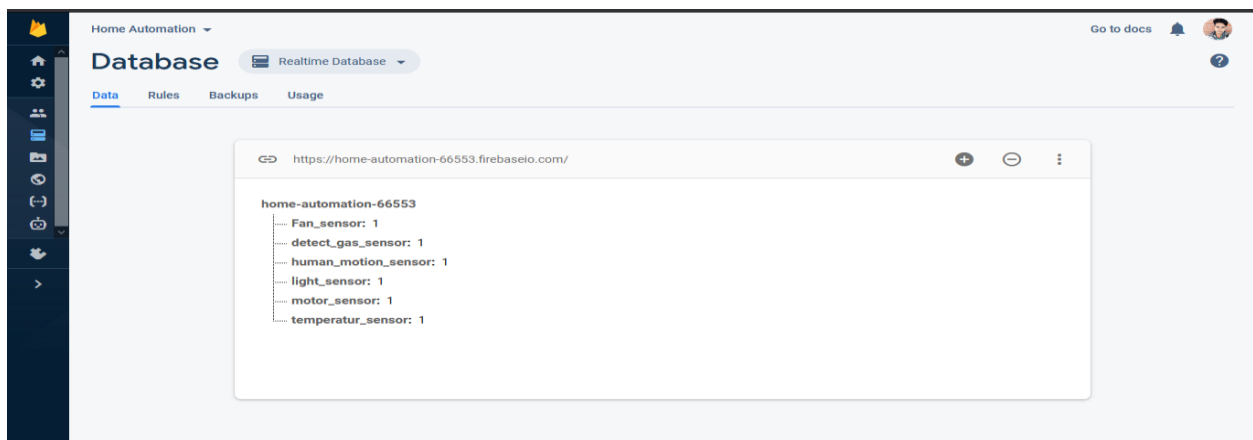 Home Automation
Go to docs
Database
Realtime Database
Data Rules Backups Usage
https://home-automation-66553.firebaseio.com/
home-automation-66553
Fan_sensor: 1
detect_gas_sensor: 1
human_motion_sensor: 1
light_sensor: 1
motor_sensor: 1
temperatur_sensor: 1